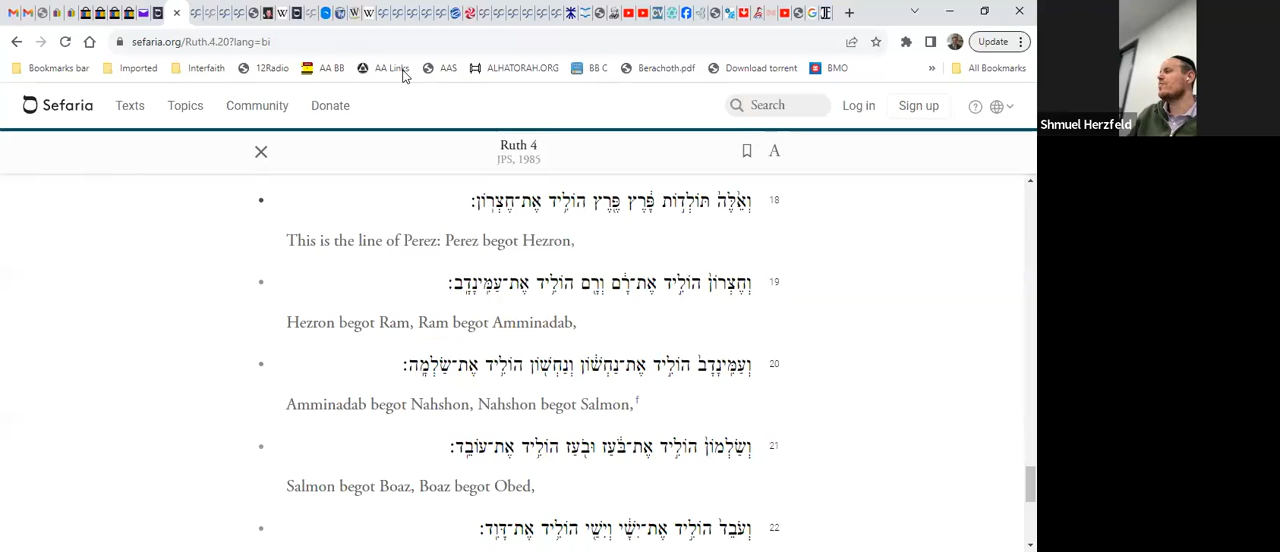 sefaria.org/Ruth.4.20?lang=bi
Update
Bookmarks bar Imported Interfaith 12Radio AA BB AA Links AAS ALHATORAH.ORG BB C Berachoth.pdf Download torrent BMO » All Bookmarks
Sefaria Texts Topics Community Donate Search Log in Sign up
Shmuel Herzfeld
Ruth 4
JPS, 1985
A
18 וְאֵ֙לֶּה֙ תּוֹלְד֣וֹת פָּ֔רֶץ פֶּ֖רֶץ הוֹלִ֥יד אֶת־חֶצְרֽוֹן׃
This is the line of Perez: Perez begot Hezron,
19 וְחֶצְרוֹן֙ הוֹלִ֣יד אֶת־רָ֔ם וְרָ֖ם הוֹלִ֥יד אֶת־עַמִּֽינָדָֽב׃
Hezron begot Ram, Ram begot Amminadab,
20 וְעַמִּֽינָדָב֙ הוֹלִ֣יד אֶת־נַחְשׁ֔וֹן וְנַחְשׁ֖וֹן הוֹלִ֥יד אֶת־שַׂלְמָֽה׃
Amminadab begot Nahshon, Nahshon begot Salmon,f
21 וְשַׂלְמוֹן֙ הוֹלִ֣יד אֶת־בֹּ֔עַז וּבֹ֖עַז הוֹלִ֥יד אֶת־עוֹבֵֽד׃
Salmon begot Boaz, Boaz begot Obed,
22 וְעֹבֵד֙ הוֹלִ֣יד אֶת־יִשָׁ֔י וְיִשַׁ֖י הוֹלִ֥יד אֶת־דָּוִֽד׃